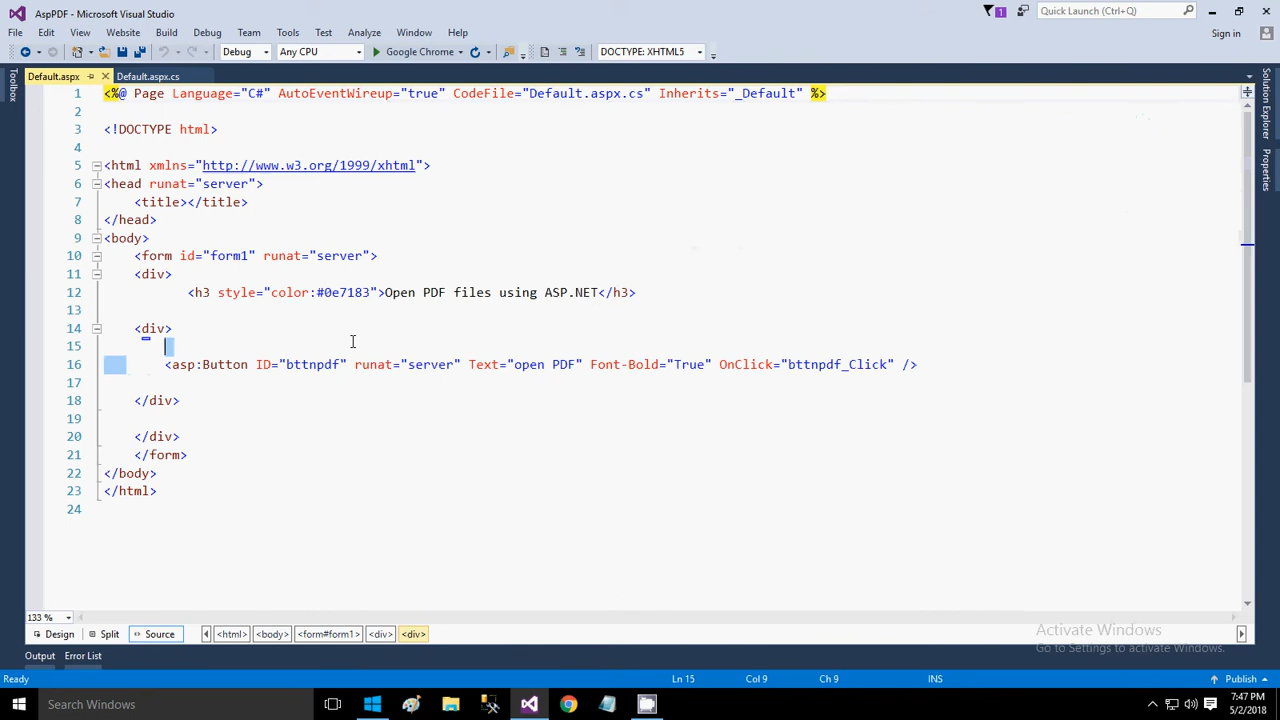 AspPDF - Microsoft Visual Studio
1
Quick Launch (Ctrl+Q)
File Edit View Website Build Debug Team Tools Test Analyze Window Help
Sign in
Debug Any CPU Google Chrome DOCTYPE: XHTML5
Toolbox
Default.aspx Default.aspx.cs
Solution Explorer
Properties
1 <%@ Page Language="C#" AutoEventWireup="true" CodeFile="Default.aspx.cs" Inherits="_Default" %>
2
3 <!DOCTYPE html>
4
5 <html xmlns="http://www.w3.org/1999/xhtml">
6 <head runat="server">
7 <title></title>
8 </head>
9 <body>
10 <form id="form1" runat="server">
11 <div>
12 <h3 style="color:#0e7183">Open PDF files using ASP.NET</h3>
13
14 <div>
15
16 <asp:Button ID="bttnpdf" runat="server" Text="open PDF" Font-Bold="True" OnClick="bttnpdf_Click" />
17
18 </div>
19
20 </div>
21 </form>
22 </body>
23 </html>
24
133 %
Design Split Source <html> <body> <form#form1> <div> <div>
Activate Windows
Go to Settings to activate Windows.
Output Error List
Ready Ln 15 Col 9 Ch 9 INS Publish
Search Windows
7:47 PM
5/2/2018